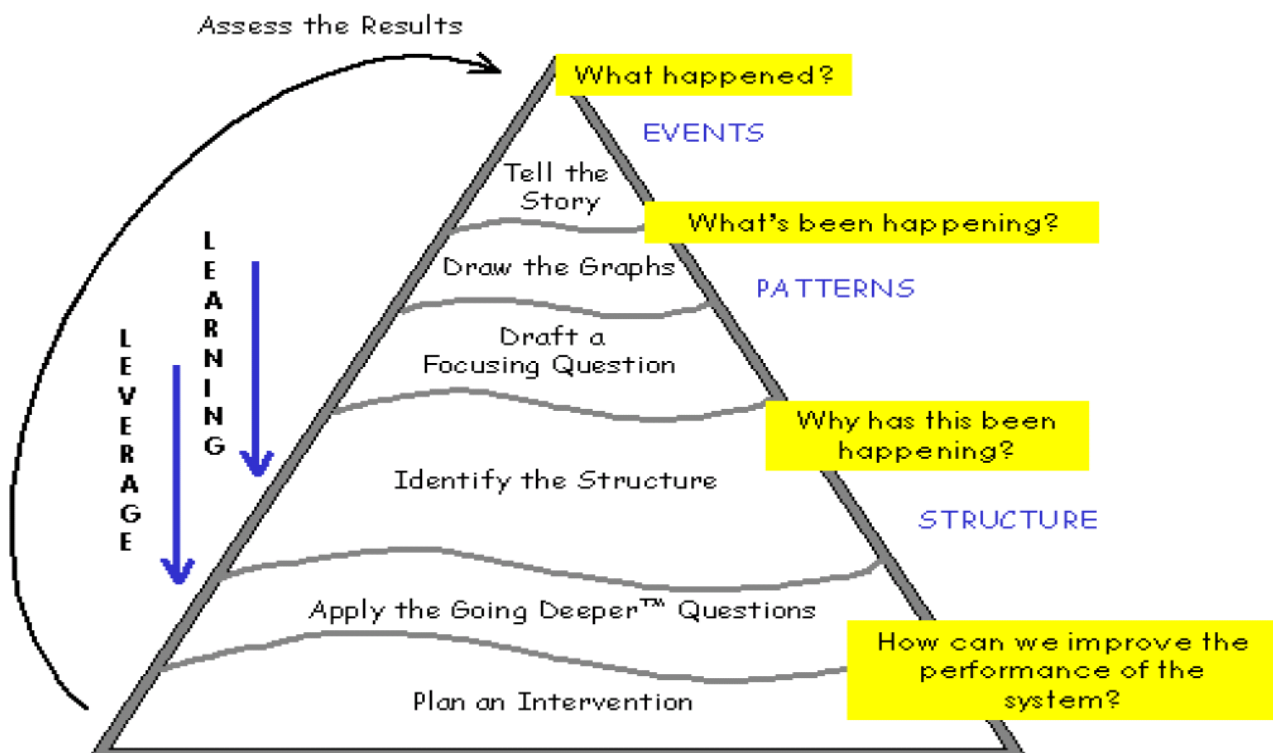 Assess the Results
What happened?
EVENTS
Tell the
Story
What's been happening?
LEARNING
Draw the Graphs
PATTERNS
LEVERAGE
Draft a
Focusing Question
Why has this been
happening?
Identify the Structure
STRUCTURE
Apply the Going Deeper™ Questions
How can we improve the
performance of the
system?
Plan an Intervention